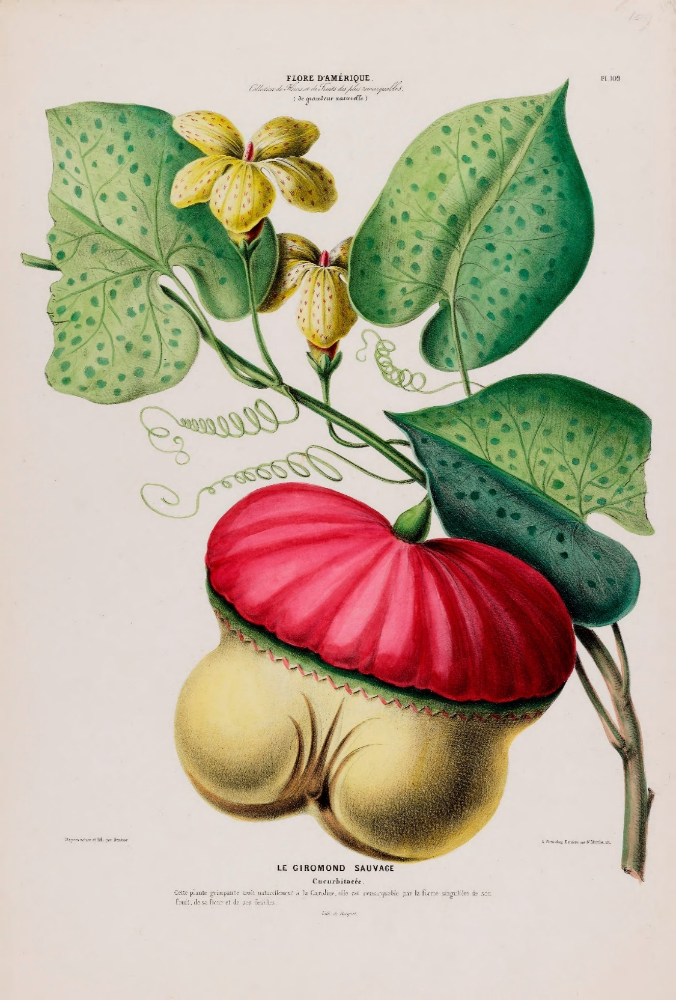 109
FLORE D'AMÉRIQUE.
Collection de Fleurs et de Fruits des plus remarquables.
( de grandeur naturelle )
Pl. 109
D'après nature et lith. par Denisse
A Paris chez Denisse, rue St Martin,
LE GIROMOND SAUVAGE
Cucurbitacée.
Cette plante grimpante croît naturellement à la Caroline, elle est remarquable par la forme singulière de son
fruit, de sa fleur et de ses feuilles.
Lith. de Becquet.